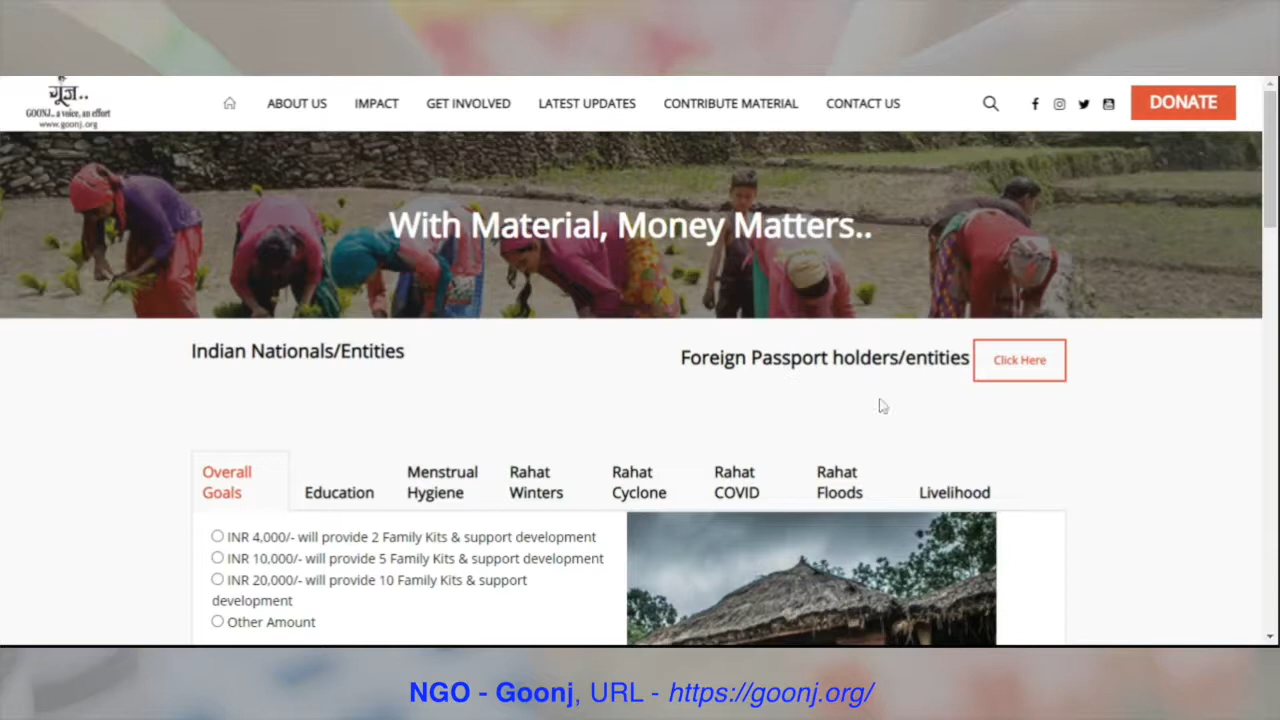 गूंज..
GOONJ.. a voice, an effort
www.goonj.org
ABOUT US
IMPACT
GET INVOLVED
LATEST UPDATES
CONTRIBUTE MATERIAL
CONTACT US
DONATE
With Material, Money Matters..
Indian Nationals/Entities
Foreign Passport holders/entities
Click Here
Overall
Goals
Education
Menstrual
Hygiene
Rahat
Winters
Rahat
Cyclone
Rahat
COVID
Rahat
Floods
Livelihood
INR 4,000/- will provide 2 Family Kits & support development
INR 10,000/- will provide 5 Family Kits & support development
INR 20,000/- will provide 10 Family Kits & support
development
Other Amount
NGO - Goonj, URL - https://goonj.org/